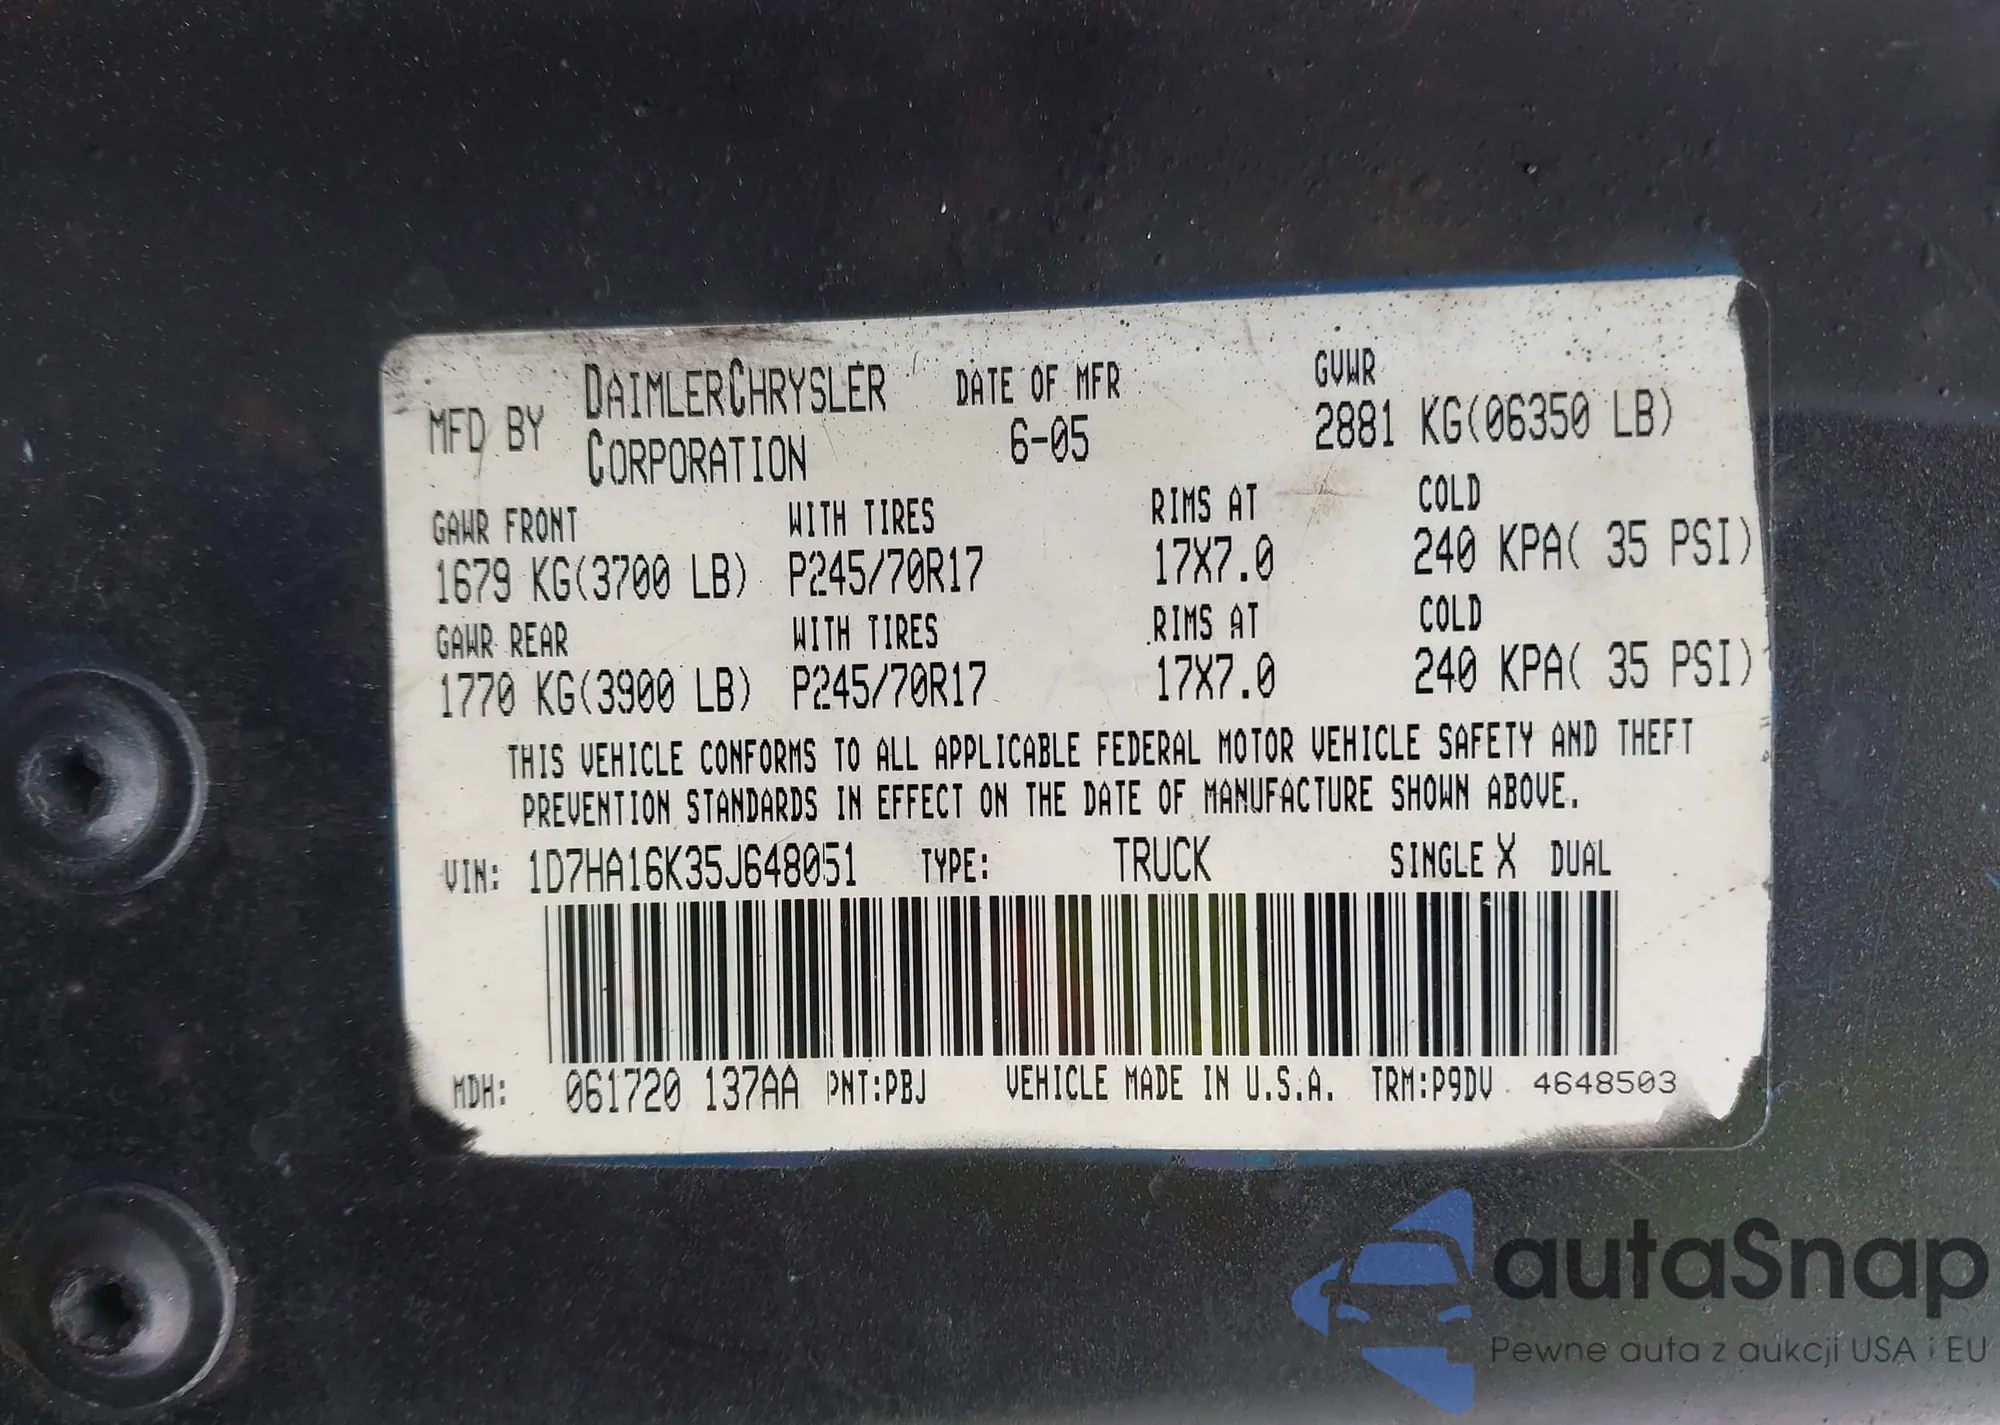 MFD BY DAIMLERCHRYSLER CORPORATION DATE OF MFR 6-05 GVWR 2881 KG(06350 LB)
GAWR FRONT WITH TIRES RIMS AT COLD
1679 KG(3700 LB) P245/70R17 17X7.0 240 KPA( 35 PSI)
GAWR REAR WITH TIRES RIMS AT COLD
1770 KG(3900 LB) P245/70R17 17X7.0 240 KPA( 35 PSI)
THIS VEHICLE CONFORMS TO ALL APPLICABLE FEDERAL MOTOR VEHICLE SAFETY AND THEFT
PREVENTION STANDARDS IN EFFECT ON THE DATE OF MANUFACTURE SHOWN ABOVE.
VIN: 1D7HA16K35J648051 TYPE: TRUCK SINGLE X DUAL
MDH: 061720 137AA PNT:PBJ VEHICLE MADE IN U.S.A. TRM:P9DV 4648503
autaSnap
Pewne auta z aukcji USA i EU